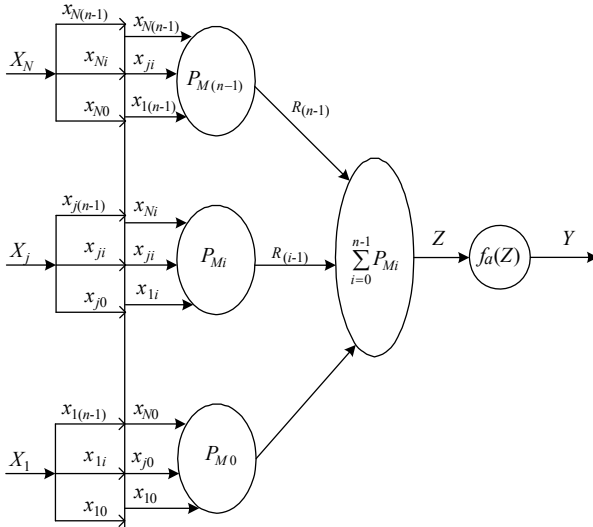 x_{N(n-1)} x_{N(n-1)}
X_N x_{Ni} x_{ji} P_{M(n-1)}
x_{N0} x_{1(n-1)} R_{(n-1)}
x_{j(n-1)} x_{Ni}
X_j x_{ji} x_{ji} P_{Mi} R_{(i-1)} \sum_{i=0}^{n-1} P_{Mi} Z f_a(Z) Y
x_{j0} x_{1i}
x_{1(n-1)} x_{N0}
X_1 x_{1i} x_{j0} P_{M0}
x_{10} x_{10}